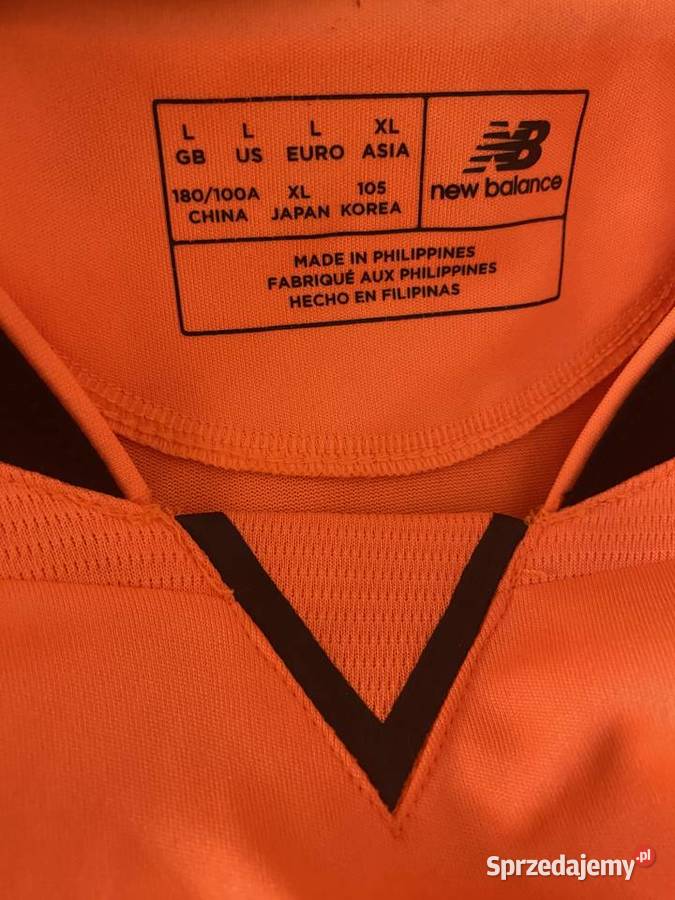 L L L XL
GB US EURO ASIA
180/100A XL 105
CHINA JAPAN KOREA
NB
new balance
MADE IN PHILIPPINES
FABRIQUÉ AUX PHILIPPINES
HECHO EN FILIPINAS
Sprzedajemy.pl